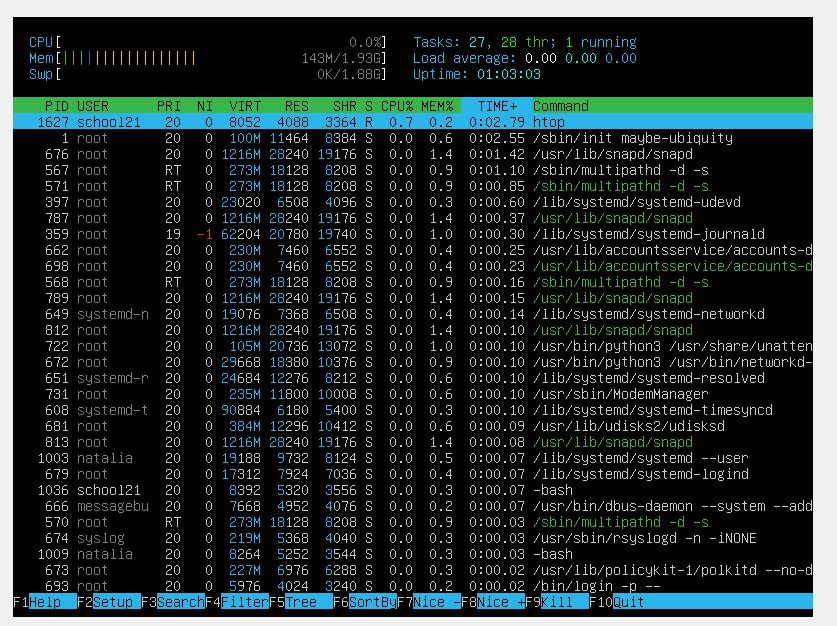 CPU[ 0.0%] Tasks: 27, 28 thr; 1 running
Mem[||||||||||||||||| 143M/1.93G] Load average: 0.00 0.00 0.00
Swp[ 0K/1.88G] Uptime: 01:03:03
PID USER PRI NI VIRT RES SHR S CPU% MEM% TIME+ Command
1627 school21 20 0 8052 4088 3364 R 0.7 0.2 0:02.79 htop
1 root 20 0 100M 11464 8384 S 0.0 0.6 0:02.55 /sbin/init maybe-ubiquity
676 root 20 0 1216M 28240 19176 S 0.0 1.4 0:01.42 /usr/lib/snapd/snapd
567 root RT 0 273M 18128 8208 S 0.0 0.9 0:01.10 /sbin/multipathd -d -s
571 root RT 0 273M 18128 8208 S 0.0 0.9 0:00.85 /sbin/multipathd -d -s
397 root 20 0 23020 6508 4096 S 0.0 0.3 0:00.60 /lib/systemd/systemd-udevd
787 root 20 0 1216M 28240 19176 S 0.0 1.4 0:00.37 /usr/lib/snapd/snapd
359 root 19 -1 62204 20780 19740 S 0.0 1.0 0:00.30 /lib/systemd/systemd-journald
662 root 20 0 230M 7460 6552 S 0.0 0.4 0:00.25 /usr/lib/accountsservice/accounts-d
698 root 20 0 230M 7460 6552 S 0.0 0.4 0:00.23 /usr/lib/accountsservice/accounts-d
568 root RT 0 273M 18128 8208 S 0.0 0.9 0:00.16 /sbin/multipathd -d -s
789 root 20 0 1216M 28240 19176 S 0.0 1.4 0:00.15 /usr/lib/snapd/snapd
649 systemd-n 20 0 19076 7368 6508 S 0.0 0.4 0:00.14 /lib/systemd/systemd-networkd
812 root 20 0 1216M 28240 19176 S 0.0 1.4 0:00.10 /usr/lib/snapd/snapd
722 root 20 0 105M 20736 13072 S 0.0 1.0 0:00.10 /usr/bin/python3 /usr/share/unatten
672 root 20 0 29668 18380 10376 S 0.0 0.9 0:00.10 /usr/bin/python3 /usr/bin/networkd-
651 systemd-r 20 0 24684 12276 8212 S 0.0 0.6 0:00.10 /lib/systemd/systemd-resolved
731 root 20 0 235M 11800 10008 S 0.0 0.6 0:00.10 /usr/sbin/ModemManager
608 systemd-t 20 0 90884 6180 5400 S 0.0 0.3 0:00.10 /lib/systemd/systemd-timesyncd
681 root 20 0 384M 12296 10412 S 0.0 0.6 0:00.09 /usr/lib/udisks2/udisksd
813 root 20 0 1216M 28240 19176 S 0.0 1.4 0:00.08 /usr/lib/snapd/snapd
1003 natalia 20 0 19188 9732 8124 S 0.0 0.5 0:00.07 /lib/systemd/systemd --user
679 root 20 0 17312 7924 7036 S 0.0 0.4 0:00.07 /lib/systemd/systemd-logind
1036 school21 20 0 8392 5320 3556 S 0.0 0.3 0:00.07 -bash
666 messagebu 20 0 7668 4952 4076 S 0.0 0.2 0:00.07 /usr/bin/dbus-daemon --system --add
570 root RT 0 273M 18128 8208 S 0.0 0.9 0:00.03 /sbin/multipathd -d -s
674 syslog 20 0 219M 5368 4040 S 0.0 0.3 0:00.03 /usr/sbin/rsyslogd -n -iNONE
1009 natalia 20 0 8264 5252 3544 S 0.0 0.3 0:00.03 -bash
673 root 20 0 227M 6976 6288 S 0.0 0.3 0:00.02 /usr/lib/policykit-1/polkitd --no-d
693 root 20 0 5976 4024 3240 S 0.0 0.2 0:00.02 /bin/login -p --
F1Help F2Setup F3SearchF4FilterF5Tree F6SortByF7Nice -F8Nice +F9Kill F10Quit